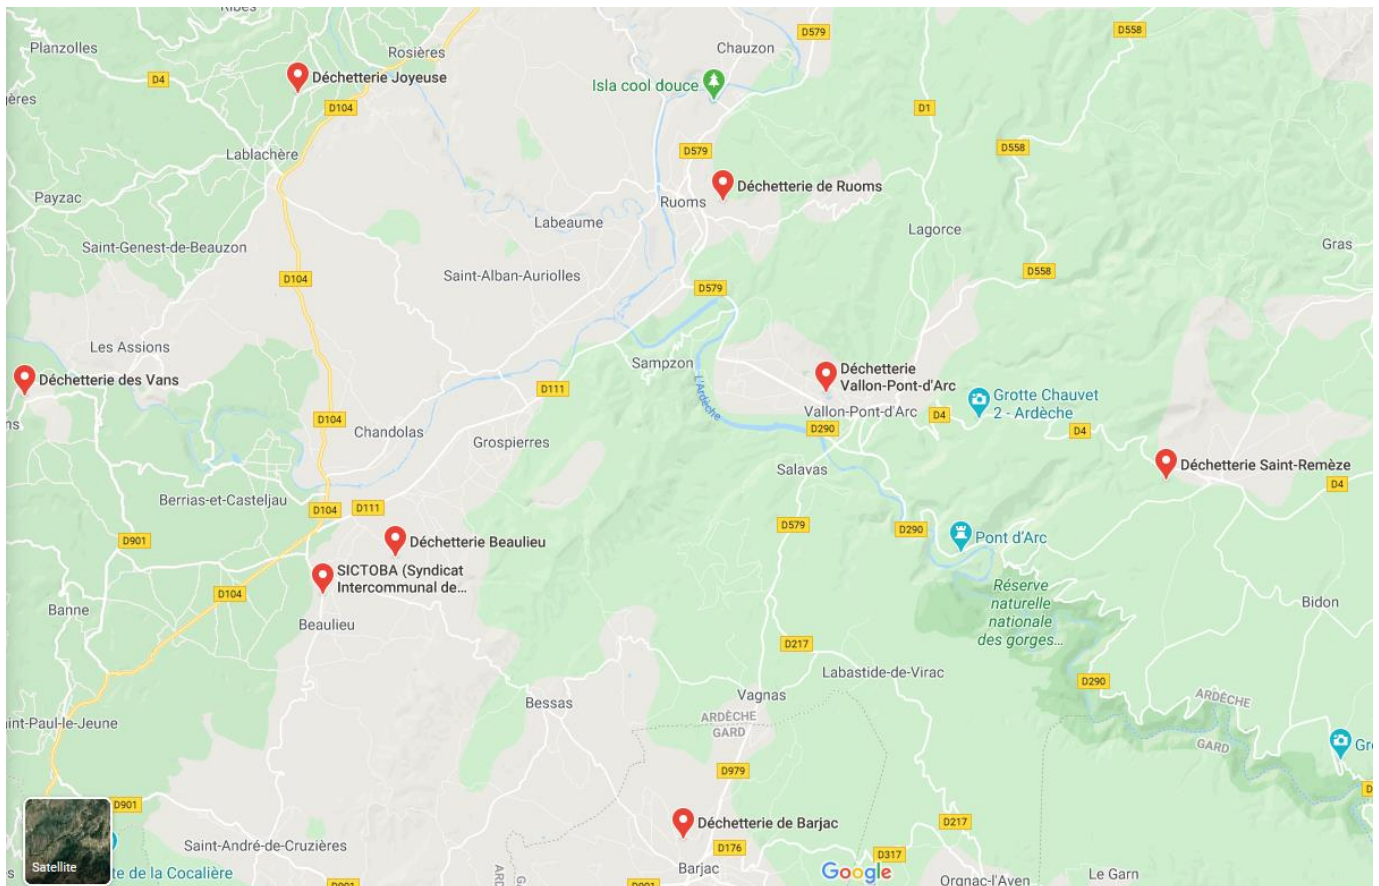 Ribes
D579
D558
Planzolles
Rosières
Chauzon
Déchetterie Joyeuse
D4
Isla cool douce
gères
D104
D1
D558
D579
Lablachère
Déchetterie de Ruoms
Payzac
Ruoms
Labeaume
Lagorce
Saint-Genest-de-Beauzon
Gras
D104
Saint-Alban-Auriolles
D558
D579
Les Assions
Sampzon
Déchetterie
Vallon-Pont-d'Arc
Déchetterie des Vans
D111
L'Ardèche
Grotte Chauvet
2 - Ardèche
Vallon-Pont-d'Arc
D4
D104
ns
Chandolas
D290
D4
Grospierres
Salavas
Déchetterie Saint-Remèze
D4
Berrias-et-Casteljau
D104
D111
D579
D290
D901
Déchetterie Beaulieu
Pont d'Arc
SICTOBA (Syndicat
Intercommunal de...
Réserve
naturelle
nationale
des gorges...
D104
Banne
Beaulieu
Bidon
D217
Labastide-de-Virac
D290
Bessas
Vagnas
ARDÈCHE
GARD
ARDÈCHE
GARD
int-Paul-le-Jeune
Gr
D979
D901
D
Déchetterie de Barjac
D217
Saint-André-de-Cruzières
D176
D317
Satellite
te de la Cocalière
Barjac
Google
Le Garn
Orgnac-l'Aven
D901
D901